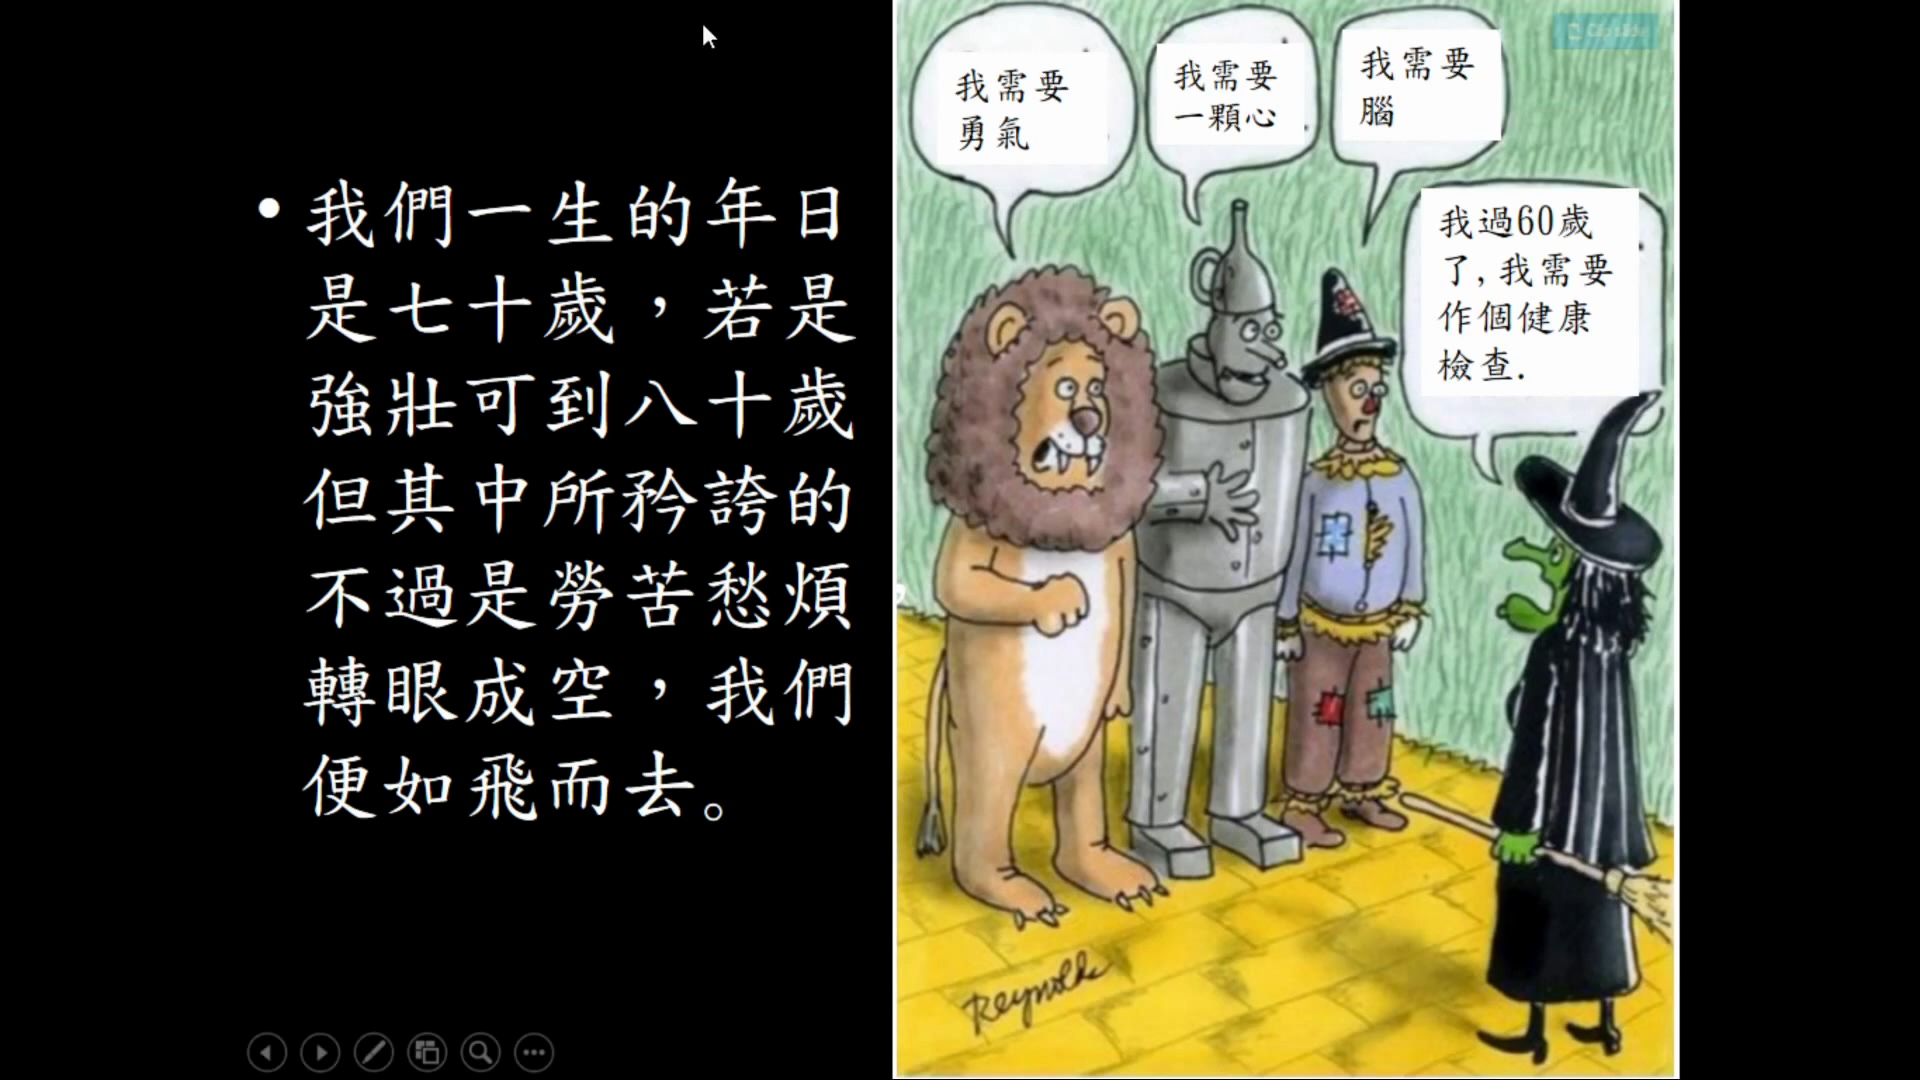 • 我們一生的年日
是七十歲，若是
強壯可到八十歲
但其中所矜誇的
不過是勞苦愁煩
轉眼成空，我們
便如飛而去。
我需要
勇氣
我需要
一顆心
我需要
腦
我過60歲
了,我需要
作個健康
檢查.
Clip slide
Reynolds